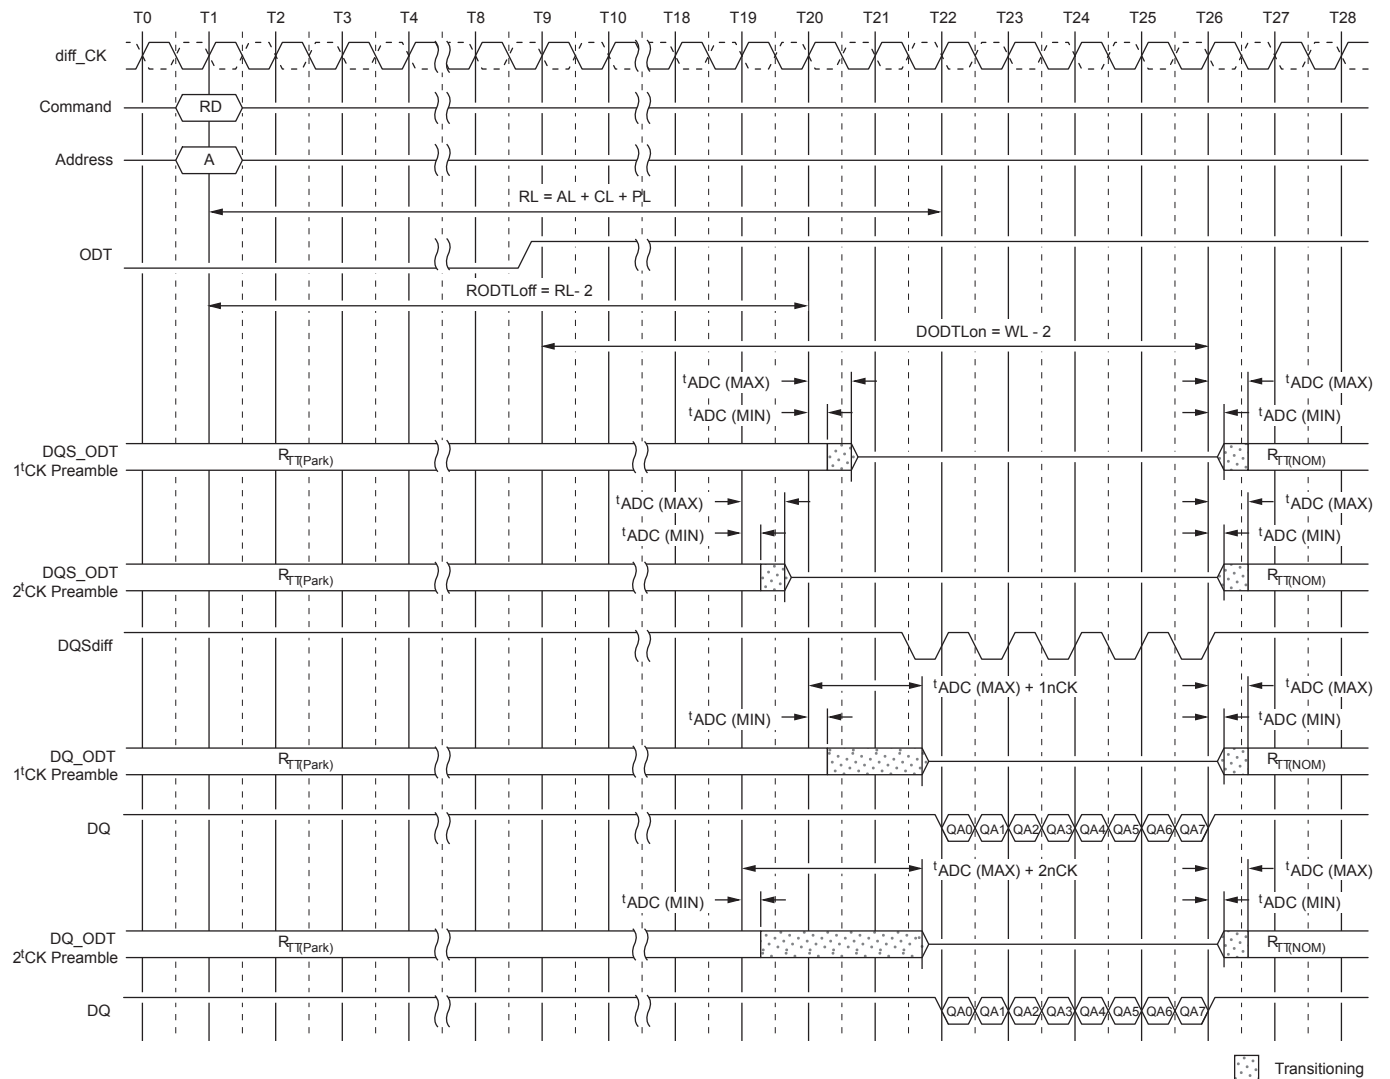 T0 T1 T2 T3 T4 T8 T9 T10 T18 T19 T20 T21 T22 T23 T24 T25 T26 T27 T28
diff_CK
Command RD
Address A
RL = AL + CL + PL
ODT
RODTLoff = RL- 2
DODTLon = WL - 2
tADC (MAX) tADC (MAX)
tADC (MIN) tADC (MIN)
DQS_ODT
1tCK Preamble RTT(Park) RTT(NOM)
tADC (MAX) tADC (MAX)
tADC (MIN) tADC (MIN)
DQS_ODT
2tCK Preamble RTT(Park) RTT(NOM)
DQSdiff
tADC (MAX) + 1nCK tADC (MAX)
tADC (MIN) tADC (MIN)
DQ_ODT
1tCK Preamble RTT(Park) RTT(NOM)
DQ QA0 QA1 QA2 QA3 QA4 QA5 QA6 QA7
tADC (MAX) + 2nCK tADC (MAX)
tADC (MIN) tADC (MIN)
DQ_ODT
2tCK Preamble RTT(Park) RTT(NOM)
DQ QA0 QA1 QA2 QA3 QA4 QA5 QA6 QA7
Transitioning